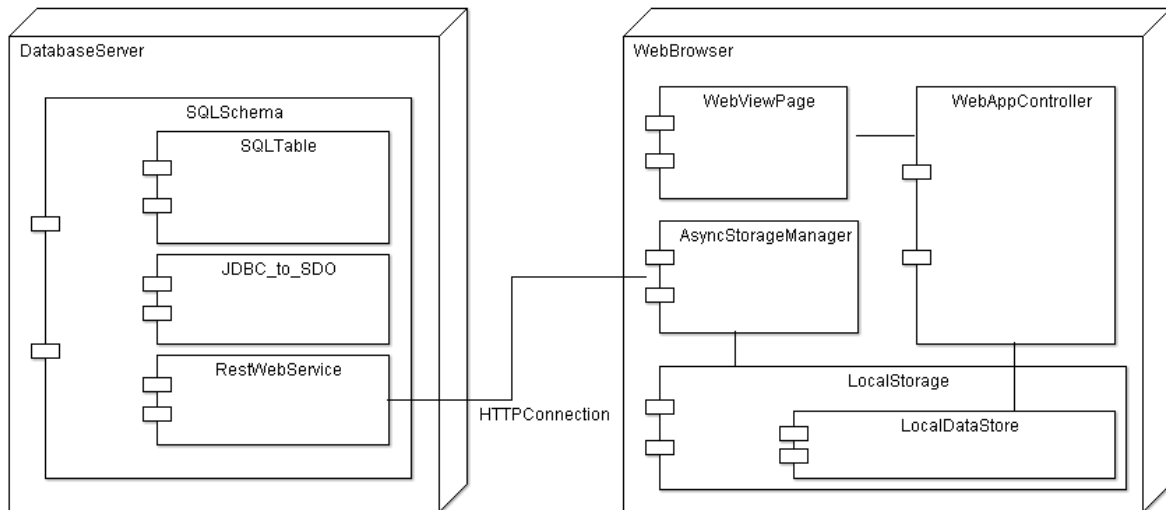 DatabaseServer
SQLSchema
SQLTable
JDBC_to_SDO
RestWebService
HTTPConnection
WebBrowser
WebViewPage
WebAppController
AsyncStorageManager
LocalStorage
LocalDataStore